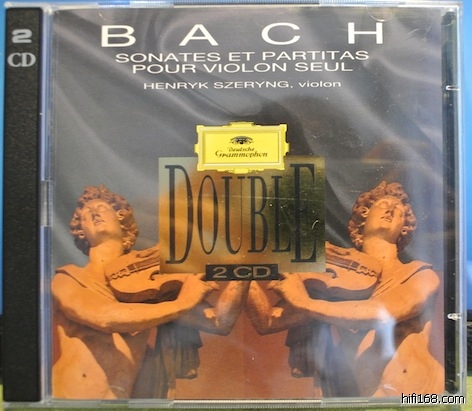 2
CD
BACH
SONATES ET PARTITAS
POUR VIOLON SEUL
HENRYK SZERYNG, violon
Deutsche
Grammophon
DOUBLE
2 CD
hifi168.com